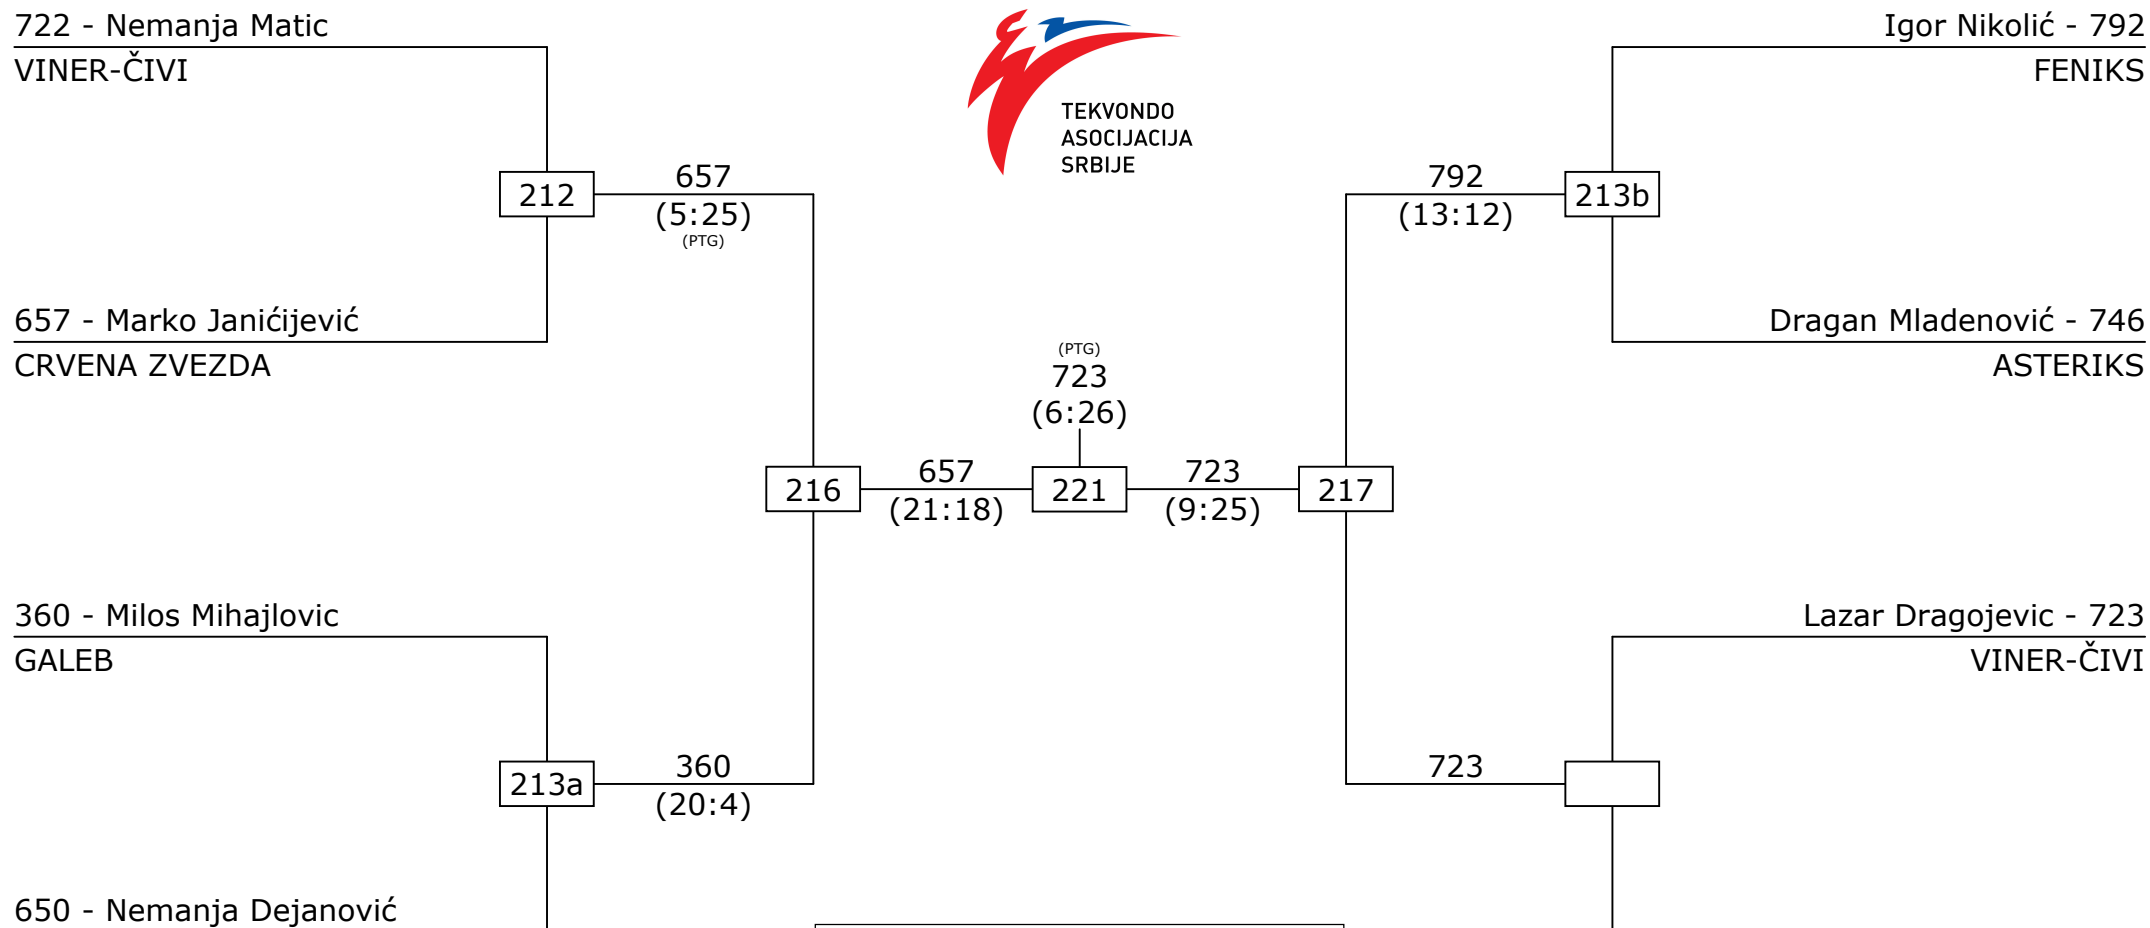 722 - Nemanja Matic
VINER-ČIVI
Igor Nikolić - 792
FENIKS
TEKVONDO
ASOCIJACIJA
SRBIJE
212
657
(5:25)
(PTG)
792
(13:12)
213b
657 - Marko Janićijević
CRVENA ZVEZDA
Dragan Mladenović - 746
ASTERIKS
(PTG)
723
(6:26)
216
657
(21:18)
221
723
(9:25)
217
360 - Milos Mihajlovic
GALEB
Lazar Dragojevic - 723
VINER-ČIVI
213a
360
(20:4)
723
650 - Nemanja Dejanović